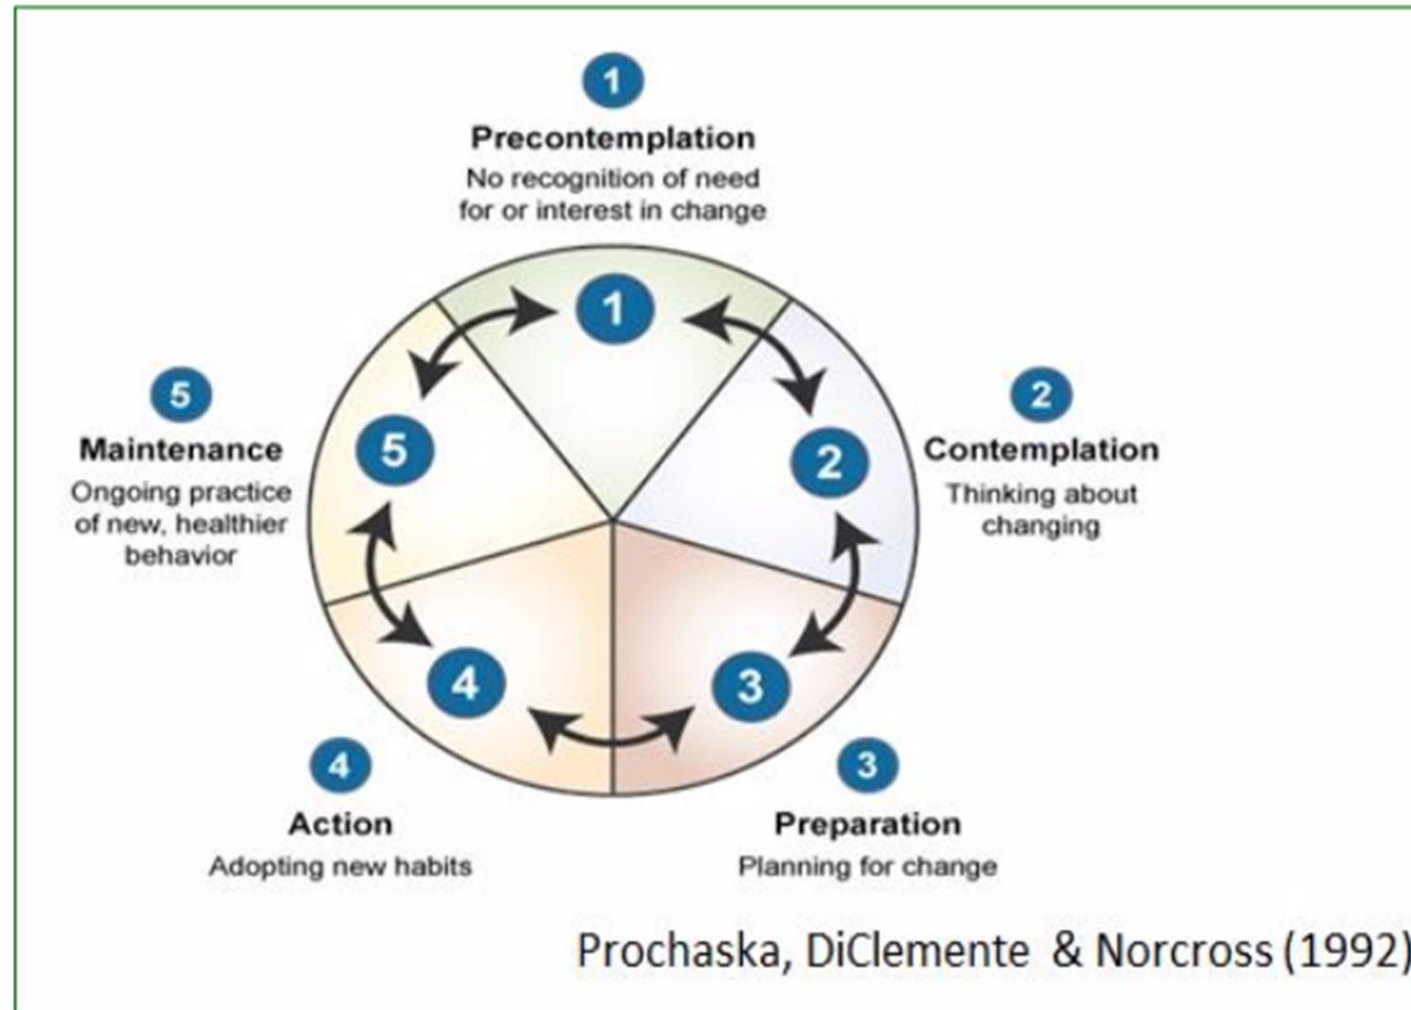 1
Precontemplation
No recognition of need
for or interest in change
1
2
Contemplation
Thinking about
changing
2
3
Preparation
Planning for change
3
4
Action
Adopting new habits
4
5
Maintenance
Ongoing practice
of new, healthier
behavior
5
Prochaska, DiClemente & Norcross (1992)